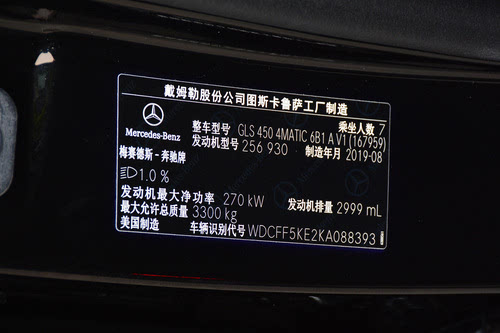 戴姆勒股份公司图斯卡鲁萨工厂制造
乘坐人数 7
整车型号 GLS 450 4MATIC 6B1 A V1(167959)
Mercedes-Benz
发动机型号 256 930 制造年月 2019-08
梅赛德斯-奔驰牌
1.0 %
发动机最大净功率 270 kW 发动机排量 2999 mL
最大允许总质量 3300 kg
美国制造 车辆识别代号 WDCFF5KE2KA088393